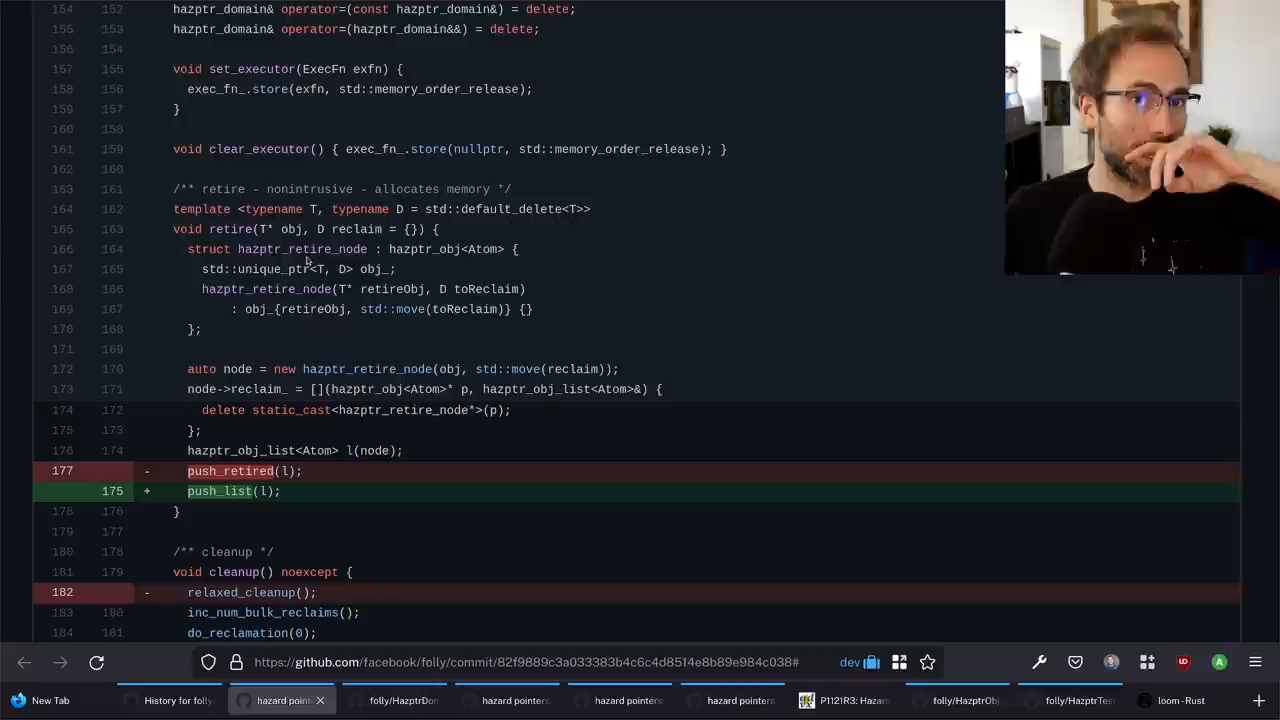 154 152 hazptr_domain& operator=(const hazptr_domain&) = delete;
155 153 hazptr_domain& operator=(hazptr_domain&&) = delete;
156 154
157 155 void set_executor(ExecFn exfn) {
158 156 exec_fn_.store(exfn, std::memory_order_release);
159 157 }
160 158
161 159 void clear_executor() { exec_fn_.store(nullptr, std::memory_order_release); }
162 160
163 161 /** retire - nonintrusive - allocates memory */
164 162 template <typename T, typename D = std::default_delete<T>>
165 163 void retire(T* obj, D reclaim = {}) {
166 164 struct hazptr_retire_node : hazptr_obj<Atom> {
167 165 std::unique_ptr<T, D> obj_;
168 166 hazptr_retire_node(T* retireObj, D toReclaim)
169 167 : obj_{retireObj, std::move(toReclaim)} {}
170 168 };
171 169
172 170 auto node = new hazptr_retire_node(obj, std::move(reclaim));
173 171 node->reclaim_ = [](hazptr_obj<Atom>* p, hazptr_obj_list<Atom>&) {
174 172 delete static_cast<hazptr_retire_node*>(p);
175 173 };
176 174 hazptr_obj_list<Atom> l(node);
177 - push_retired(l);
175 + push_list(l);
178 176 }
179 177
180 178 /** cleanup */
181 179 void cleanup() noexcept {
182 - relaxed_cleanup();
183 180 inc_num_bulk_reclaims();
184 181 do_reclamation(0);
https://github.com/facebook/folly/commit/82f9889c3a033383b4c6c4d8514e8b89e984c038# dev
New Tab History for folly hazard point folly/HazptrDon hazard pointers hazard pointers hazard pointers P1121R3: Hazard folly/HazptrObj folly/HazptrTest loom - Rust